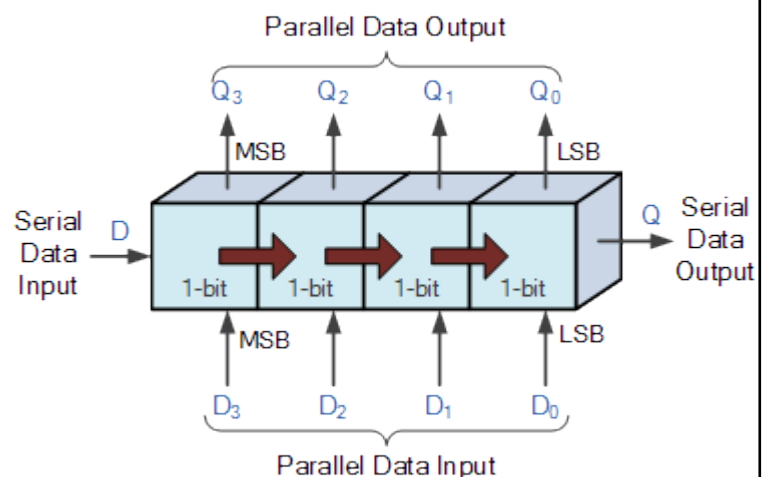 Parallel Data Output
Q₃ Q₂ Q₁ Q₀
MSB LSB
Serial
Data
Input
D
Q
Serial
Data
Output
1-bit 1-bit 1-bit 1-bit
MSB LSB
D₃ D₂ D₁ D₀
Parallel Data Input